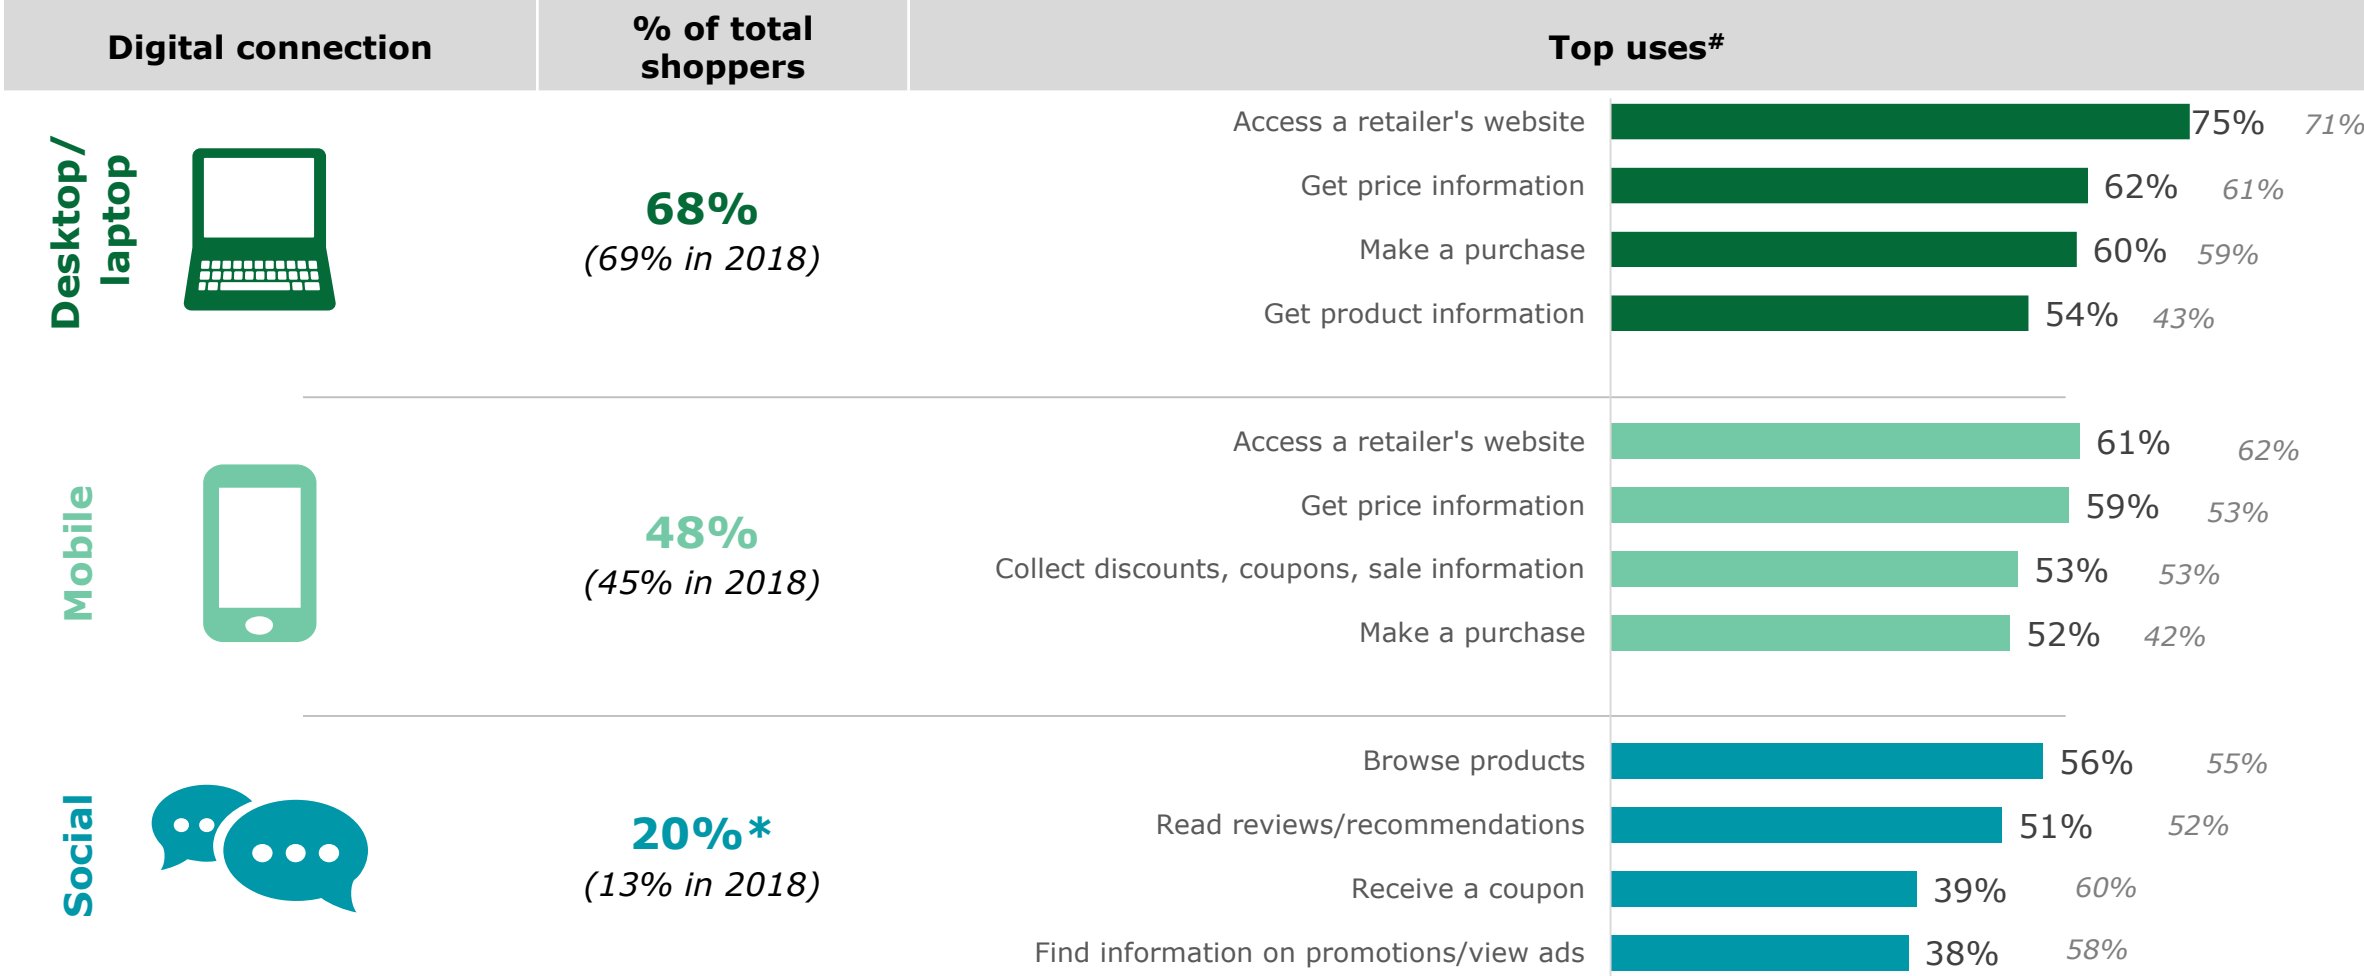 Digital connection
% of total
shoppers
Top uses#
Desktop/
laptop
68%
(69% in 2018)
Access a retailer's website 75% 71%
Get price information 62% 61%
Make a purchase 60% 59%
Get product information 54% 43%
Mobile
48%
(45% in 2018)
Access a retailer's website 61% 62%
Get price information 59% 53%
Collect discounts, coupons, sale information 53% 53%
Make a purchase 52% 42%
Social
20%*
(13% in 2018)
Browse products 56% 55%
Read reviews/recommendations 51% 52%
Receive a coupon 39% 60%
Find information on promotions/view ads 38% 58%